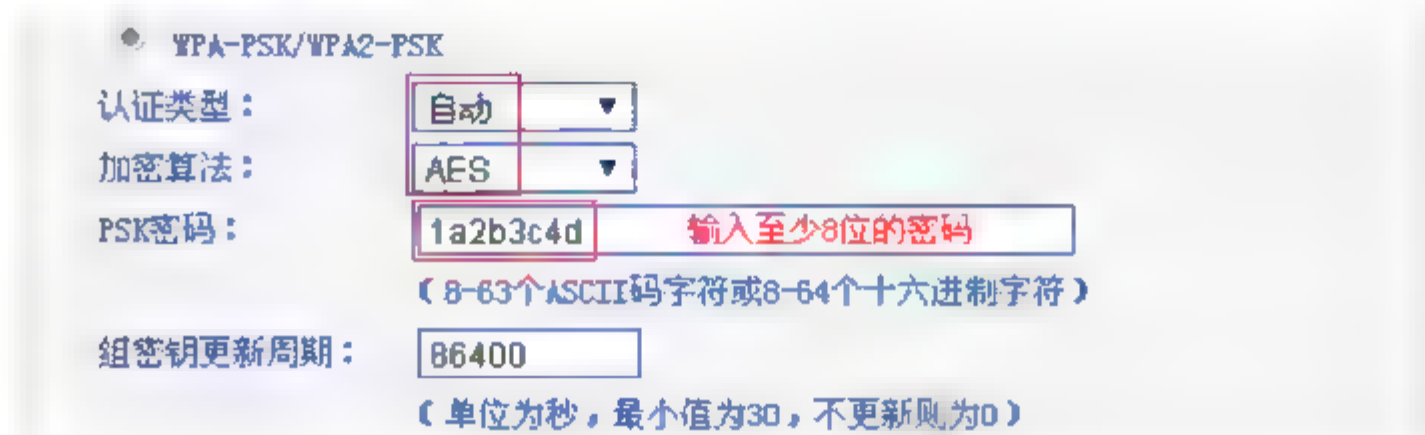 WPA-PSK/WPA2-PSK
认证类型： 自动
加密算法： AES
PSK密码： 1a2b3c4d 输入至少8位的密码
（8-63个ASCII码字符或8-64个十六进制字符）
组密钥更新周期： 86400
（单位为秒，最小值为30，不更新则为0）